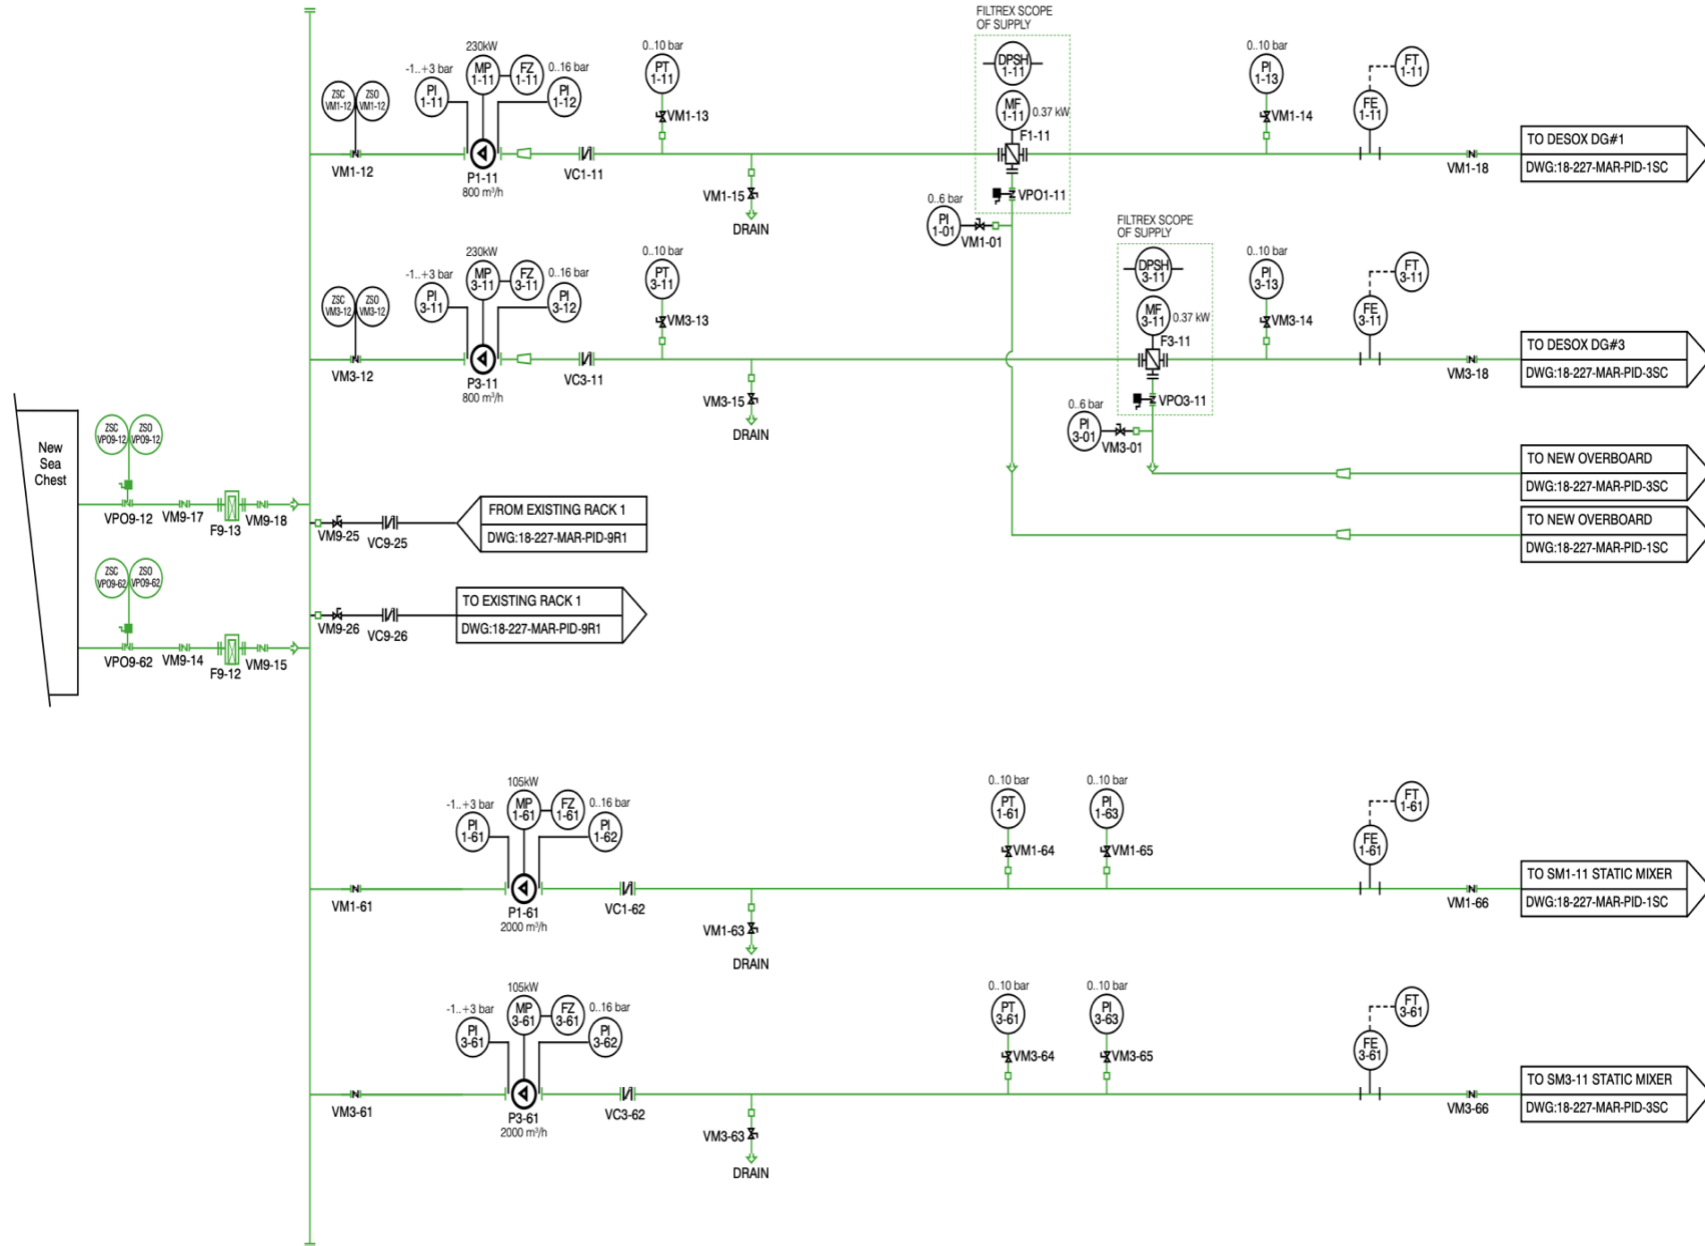 FILTREX SCOPE
OF SUPPLY
230kW
-1..+3 bar
MP
1-11
FZ
1-11
0..16 bar
PI
1-11
PI
1-12
ZSC
VM1-12
ZSO
VM1-12
0..10 bar
PT
1-11
VM1-13
DPSH
1-11
MF
1-11
0.37 kW
F1-11
0..10 bar
PI
1-13
VM1-14
FT
1-11
FE
1-11
VM1-12
P1-11
800 m³/h
VC1-11
VM1-15
DRAIN
VPO1-11
0..6 bar
PI
1-01
VM1-01
VM1-18
TO DESOX DG#1
DWG:18-227-MAR-PID-1SC
FILTREX SCOPE
OF SUPPLY
230kW
-1..+3 bar
MP
3-11
FZ
3-11
0..16 bar
PI
3-11
PI
3-12
ZSC
VM3-12
ZSO
VM3-12
0..10 bar
PT
3-11
VM3-13
DPSH
3-11
MF
3-11
0.37 kW
F3-11
0..10 bar
PI
3-13
VM3-14
FT
3-11
FE
3-11
VM3-12
P3-11
800 m³/h
VC3-11
VM3-15
DRAIN
VPO3-11
0..6 bar
PI
3-01
VM3-01
VM3-18
TO DESOX DG#3
DWG:18-227-MAR-PID-3SC
New
Sea
Chest
ZSC
VPO9-12
ZSO
VPO9-12
VPO9-12
VM9-17
F9-13
VM9-18
VM9-25
VC9-25
FROM EXISTING RACK 1
DWG:18-227-MAR-PID-9R1
TO NEW OVERBOARD
DWG:18-227-MAR-PID-3SC
TO NEW OVERBOARD
DWG:18-227-MAR-PID-1SC
ZSC
VPO9-62
ZSO
VPO9-62
VPO9-62
VM9-14
F9-12
VM9-15
VM9-26
VC9-26
TO EXISTING RACK 1
DWG:18-227-MAR-PID-9R1
105kW
-1..+3 bar
MP
1-61
FZ
1-61
0..16 bar
PI
1-61
PI
1-62
0..10 bar
PT
1-61
VM1-64
0..10 bar
PI
1-63
VM1-65
FT
1-61
FE
1-61
VM1-61
P1-61
2000 m³/h
VC1-62
VM1-63
DRAIN
VM1-66
TO SM1-11 STATIC MIXER
DWG:18-227-MAR-PID-1SC
105kW
-1..+3 bar
MP
3-61
FZ
3-61
0..16 bar
PI
3-61
PI
3-62
0..10 bar
PT
3-61
VM3-64
0..10 bar
PI
3-63
VM3-65
FT
3-61
FE
3-61
VM3-61
P3-61
2000 m³/h
VC3-62
VM3-63
DRAIN
VM3-66
TO SM3-11 STATIC MIXER
DWG:18-227-MAR-PID-3SC